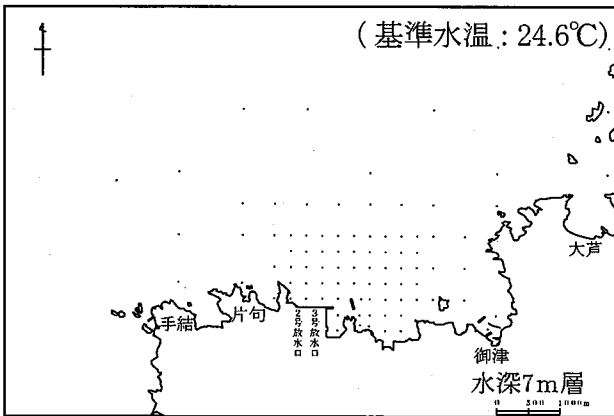 (基準水温:24.6℃)
大芦
手結
片句
2号放水口
3号放水口
御津
水深7m層
0 500 1000m